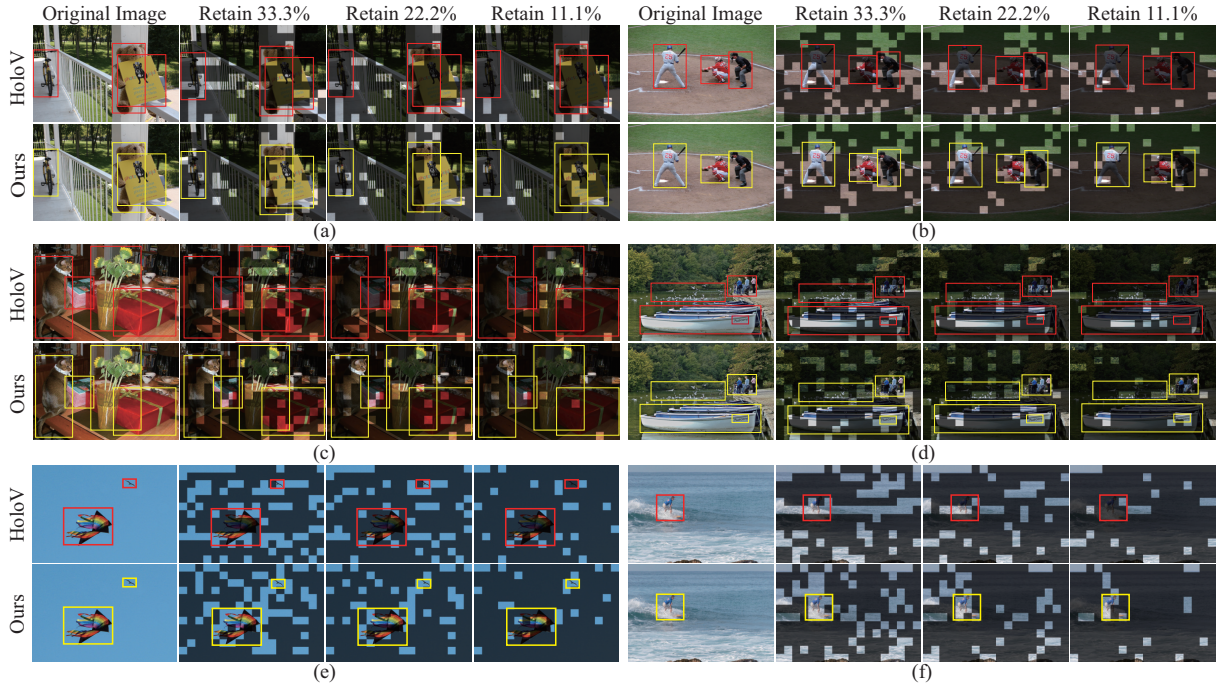 Original Image Retain 33.3% Retain 22.2% Retain 11.1% Original Image Retain 33.3% Retain 22.2% Retain 11.1%
HoloV
Ours
(a) (b)
HoloV
Ours
(c) (d)
HoloV
Ours
(e) (f)